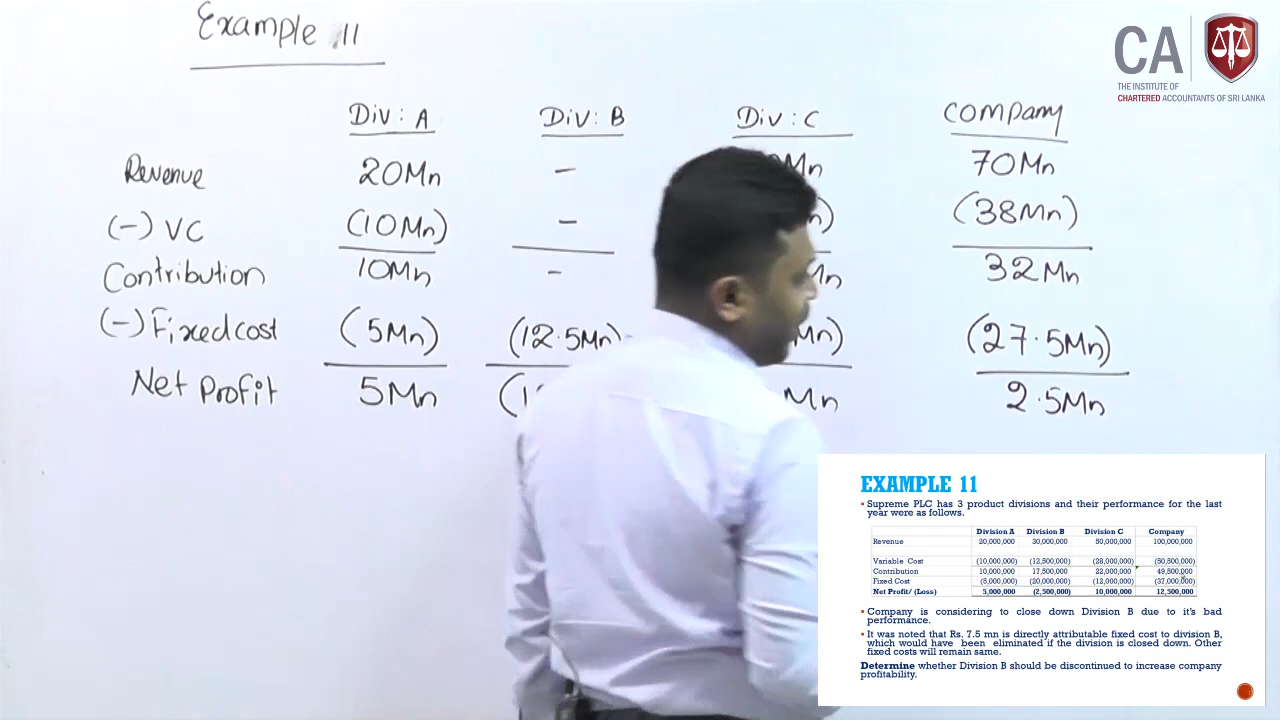 CA
THE INSTITUTE OF
CHARTERED ACCOUNTANTS OF SRI LANKA
Example 11
Div: A Div: B Div: C Company
Revenue 20Mn - Mn 70Mn
(-) VC (10Mn) - (38Mn)
Contribution 10Mn - Mn 32Mn
(-) Fixed cost (5Mn) (12.5Mn) Mn) (27.5Mn)
Net Profit 5Mn Mn 2.5Mn
EXAMPLE 11
▪ Supreme PLC has 3 product divisions and their performance for the last
year were as follows.
Division A Division B Division C Company
Revenue 20,000,000 30,000,000 50,000,000 100,000,000
Variable Cost (10,000,000) (12,500,000) (28,000,000) (50,500,000)
Contribution 10,000,000 17,500,000 22,000,000 49,500,000
Fixed Cost (5,000,000) (20,000,000) (12,000,000) (37,000,000)
Net Profit/ (Loss) 5,000,000 (2,500,000) 10,000,000 12,500,000
▪ Company is considering to close down Division B due to it's bad
performance.
▪ It was noted that Rs. 7.5 mn is directly attributable fixed cost to division B,
which would have been eliminated if the division is closed down. Other
fixed costs will remain same.
Determine whether Division B should be discontinued to increase company
profitability.